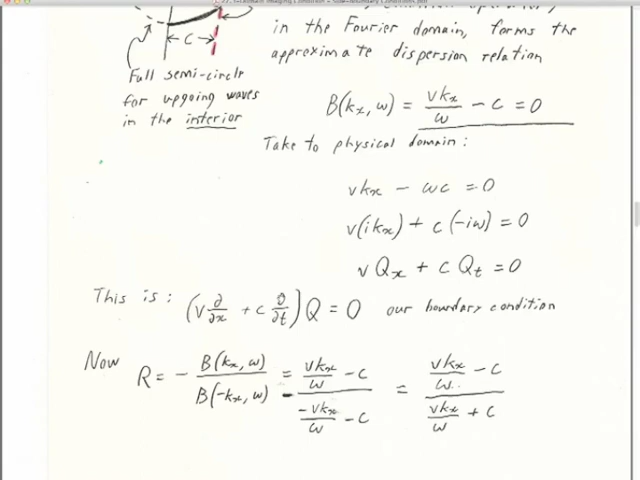 in the Fourier domain, forms the
approximate dispersion relation
← C →
Full semi-circle
for upgoing waves
in the interior
B(kx, ω) = vkx/ω − c = 0
Take to physical domain:
vkx − ωc = 0
v(ikx) + c(−iω) = 0
v Qx + c Qt = 0
This is: (v ∂/∂x + c ∂/∂t) Q = 0 our boundary condition
Now R = − B(kx, ω)/B(−kx, ω) = − (vkx/ω − c)/(−vkx/ω − c) = (vkx/ω − c)/(vkx/ω + c)